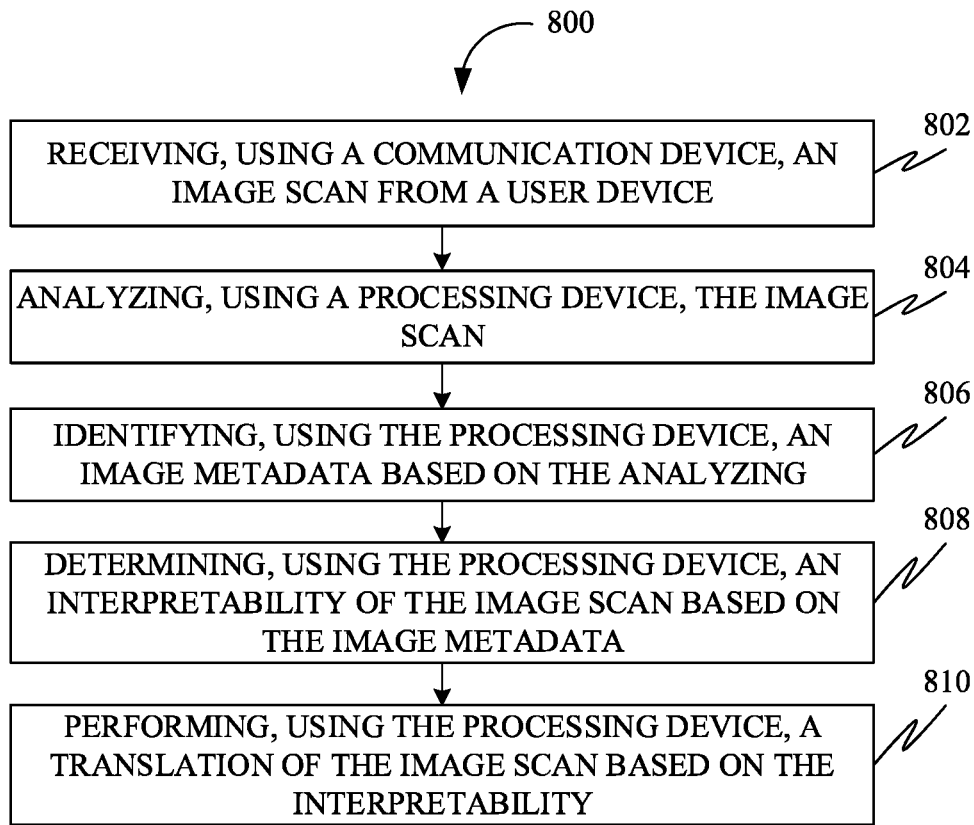 800
802
RECEIVING, USING A COMMUNICATION DEVICE, AN
IMAGE SCAN FROM A USER DEVICE
804
ANALYZING, USING A PROCESSING DEVICE, THE IMAGE
SCAN
806
IDENTIFYING, USING THE PROCESSING DEVICE, AN
IMAGE METADATA BASED ON THE ANALYZING
808
DETERMINING, USING THE PROCESSING DEVICE, AN
INTERPRETABILITY OF THE IMAGE SCAN BASED ON
THE IMAGE METADATA
810
PERFORMING, USING THE PROCESSING DEVICE, A
TRANSLATION OF THE IMAGE SCAN BASED ON THE
INTERPRETABILITY